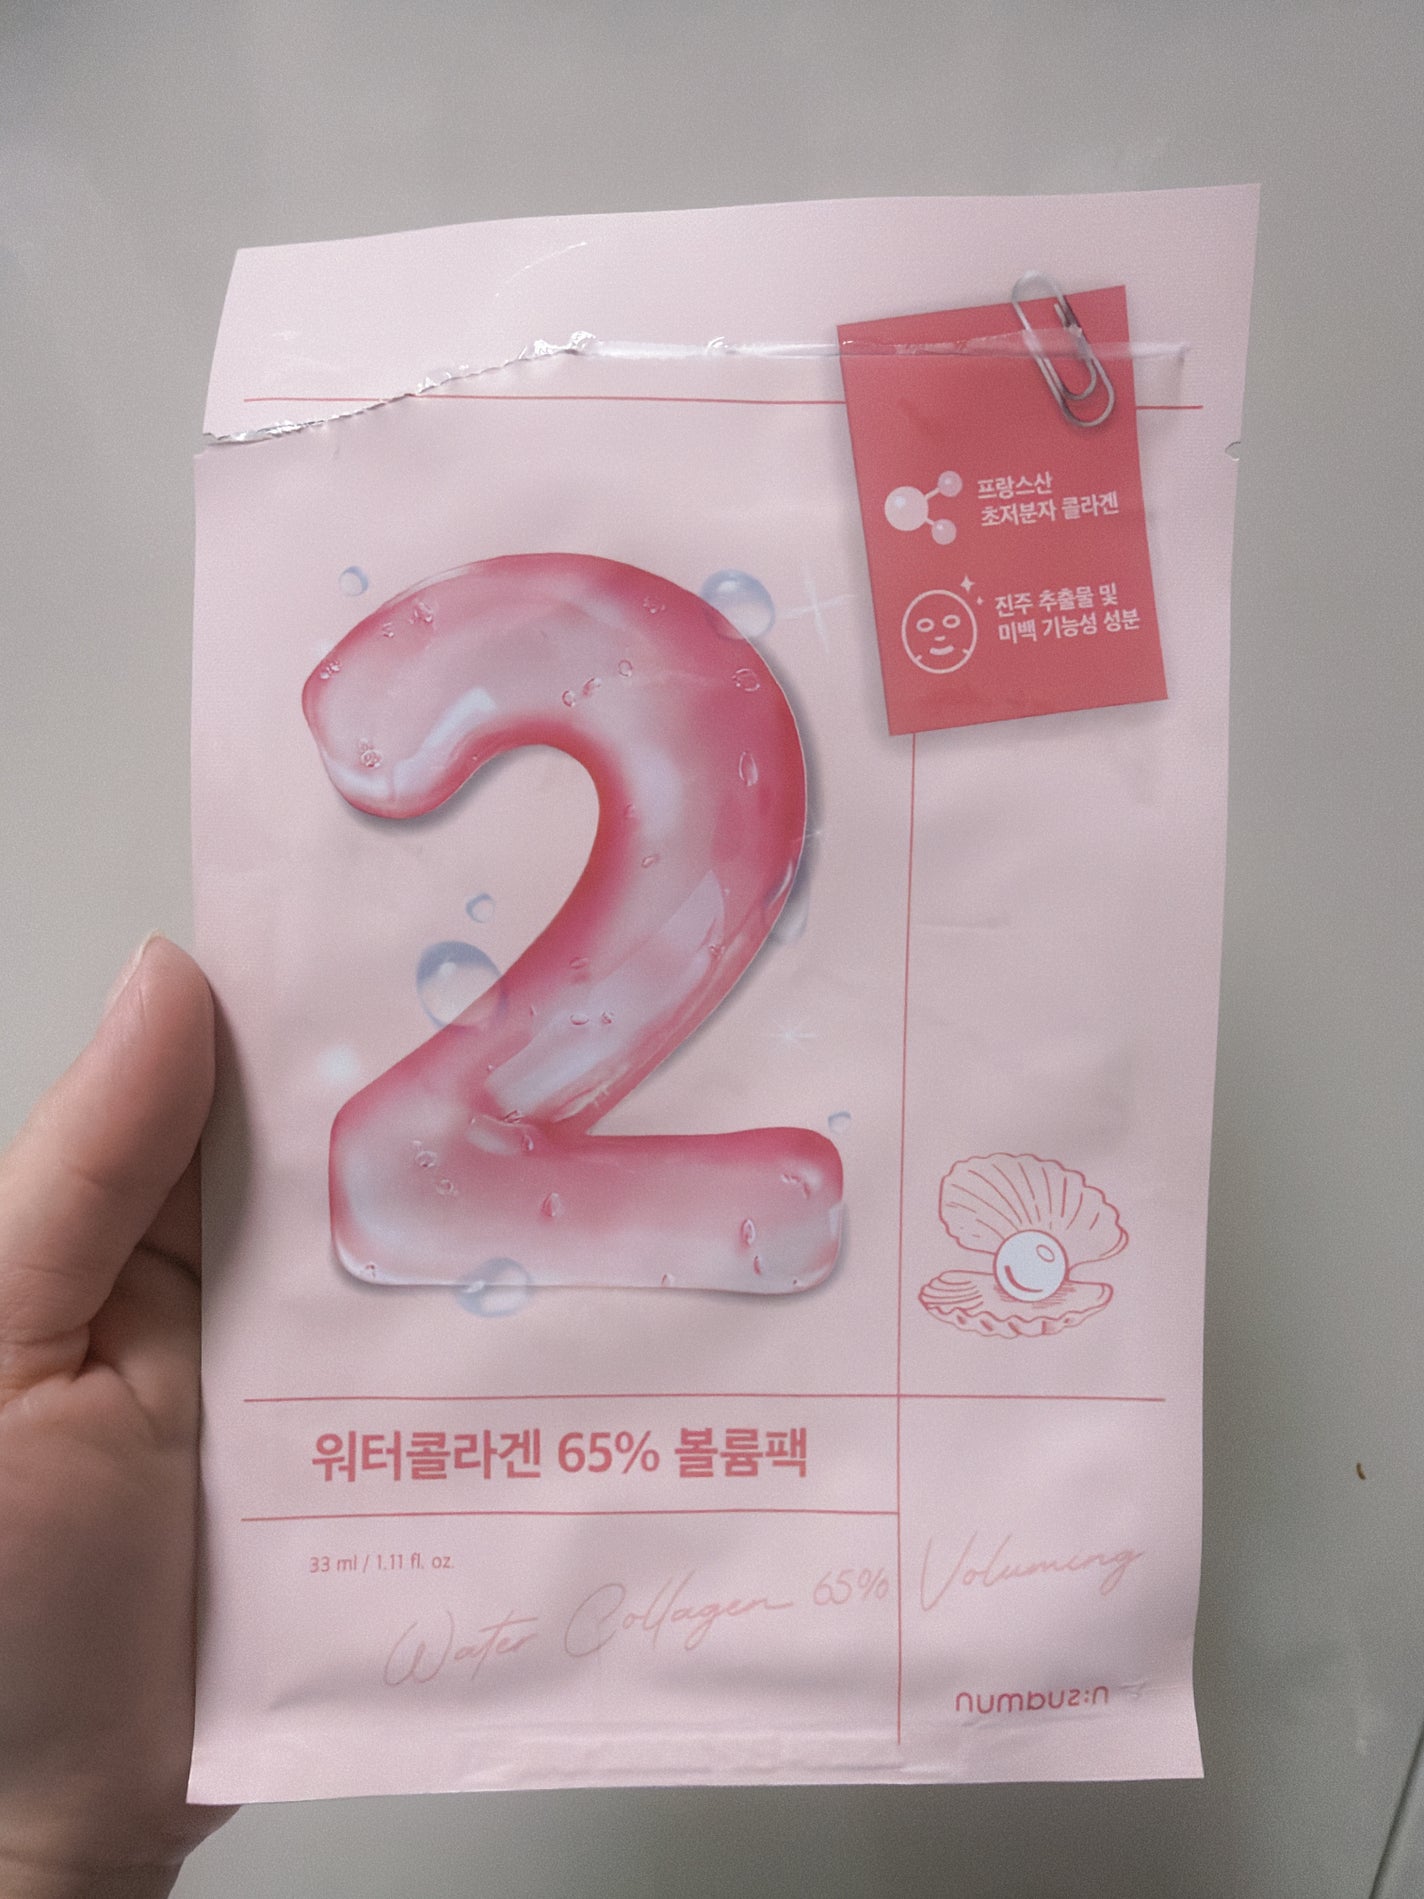 프랑스산
초저분자 콜라겐
진주 추출물 및
미백 기능성 성분
2
워터콜라겐 65% 볼륨팩
33 ml / 1.11 fl. oz.
Water Collagen 65% Voluming
numbuz:n